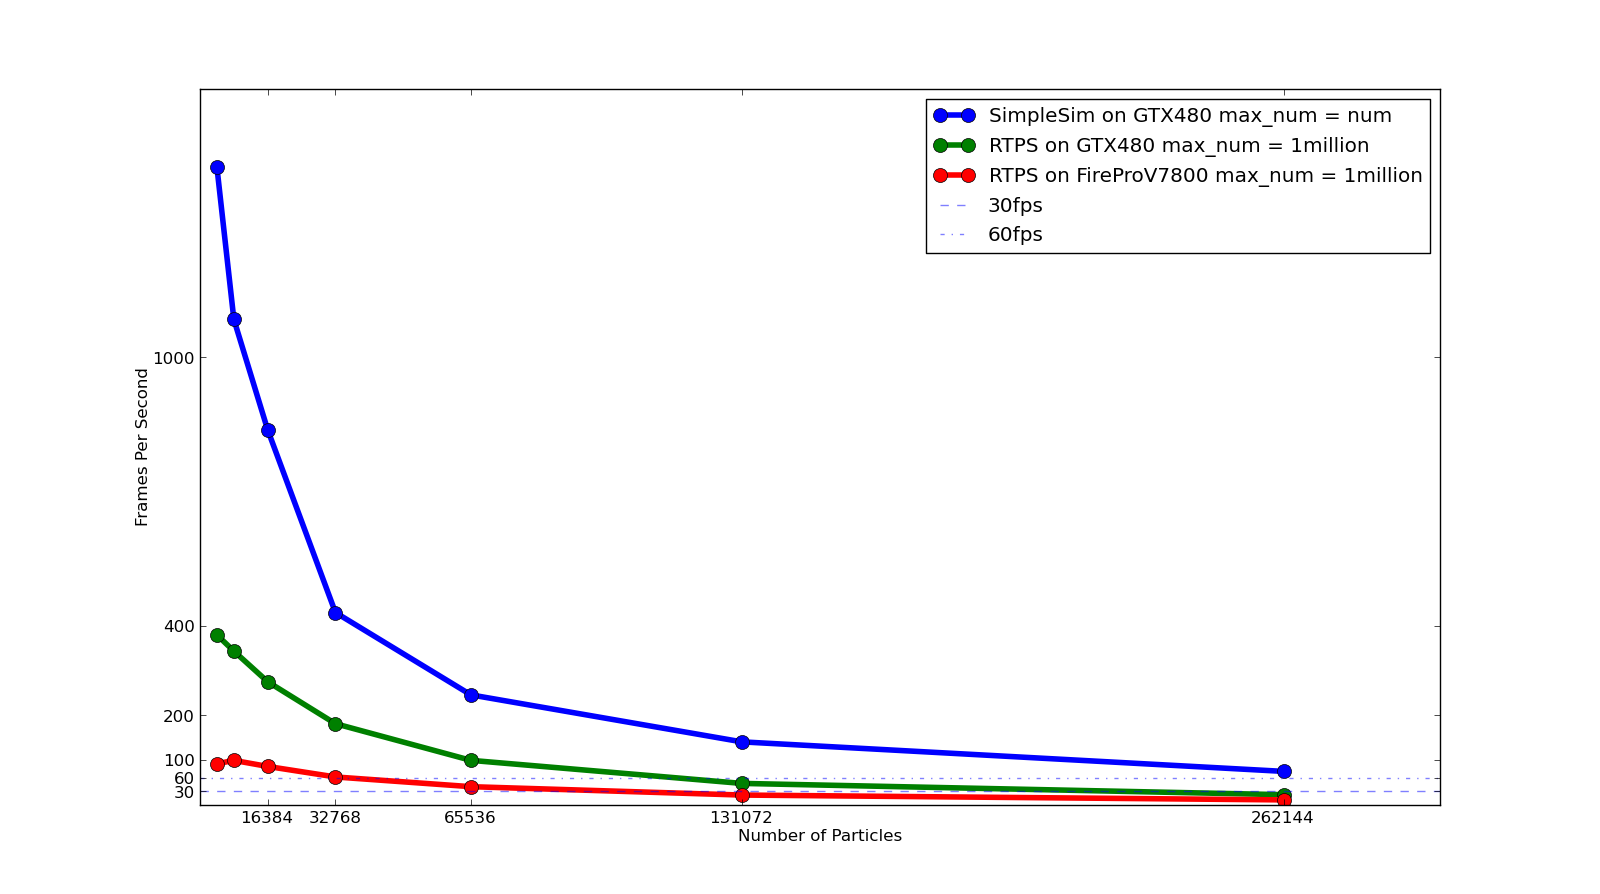 SimpleSim on GTX480 max_num = num
RTPS on GTX480 max_num = 1million
RTPS on FireProV7800 max_num = 1million
30fps
60fps
Frames Per Second
1000
400
200
100
60
30
16384 32768 65536 131072 262144
Number of Particles